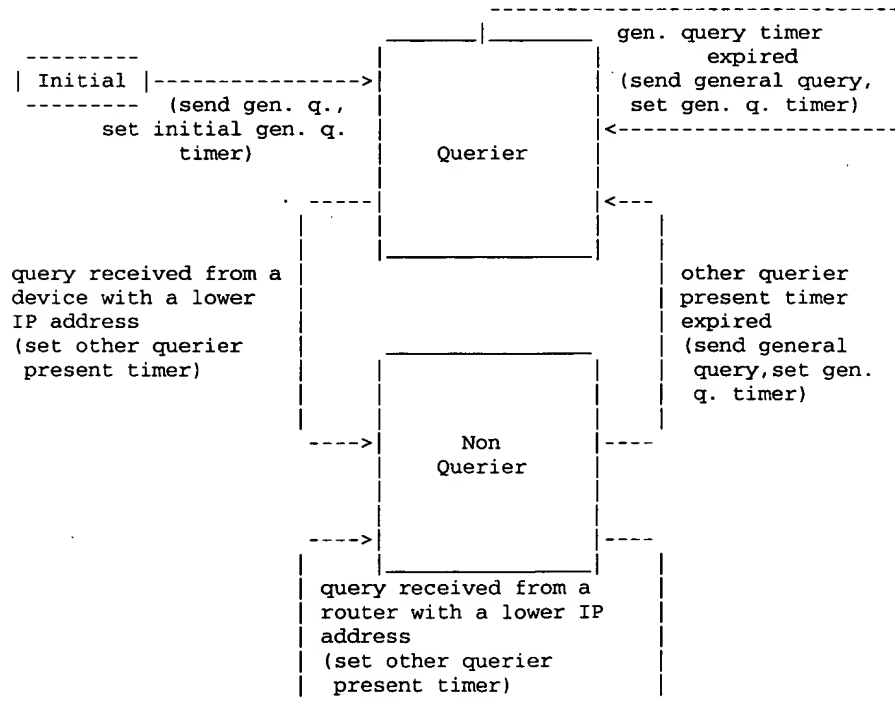 gen. query timer
expired
(send general query,
set gen. q. timer)
Initial
(send gen. q.,
set initial gen. q.
timer)
Querier
query received from a
device with a lower
IP address
(set other querier
present timer)
other querier
present timer
expired
(send general
query,set gen.
q. timer)
Non
Querier
query received from a
router with a lower IP
address
(set other querier
present timer)